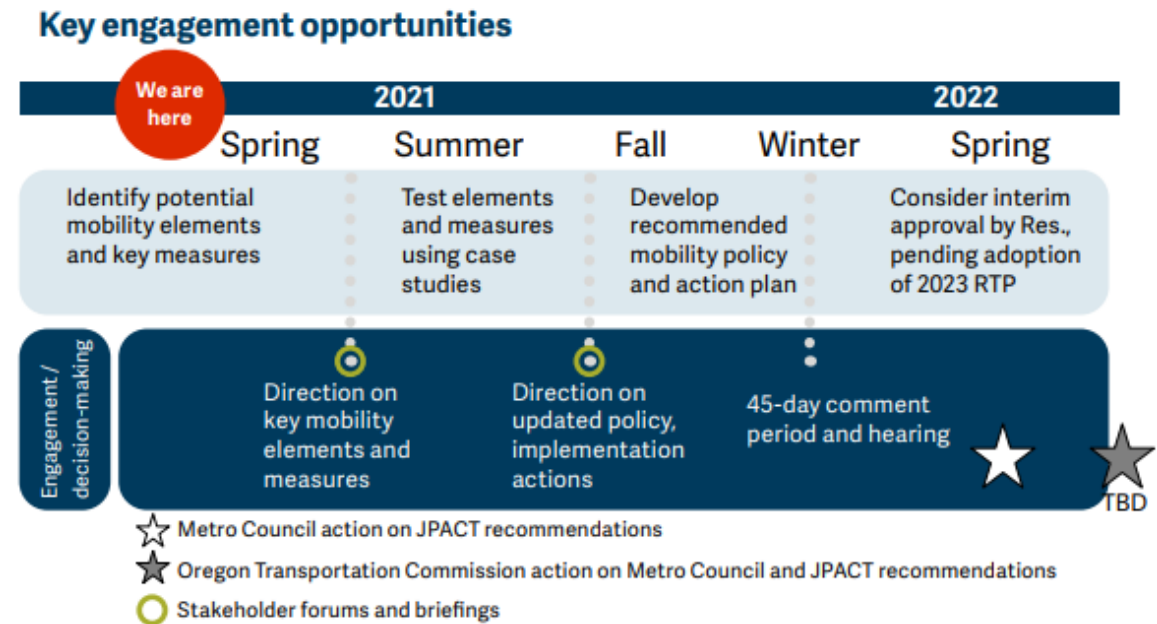 Key engagement opportunities
We are
here
2021
2022
Spring
Summer
Fall
Winter
Spring
Identify potential
mobility elements
and key measures
Test elements
and measures
using case
studies
Develop
recommended
mobility policy
and action plan
Consider interim
approval by Res.,
pending adoption
of 2023 RTP
Engagement /
decision-making
Direction on
key mobility
elements and
measures
Direction on
updated policy,
implementation
actions
45-day comment
period and hearing
TBD
Metro Council action on JPACT recommendations
Oregon Transportation Commission action on Metro Council and JPACT recommendations
Stakeholder forums and briefings